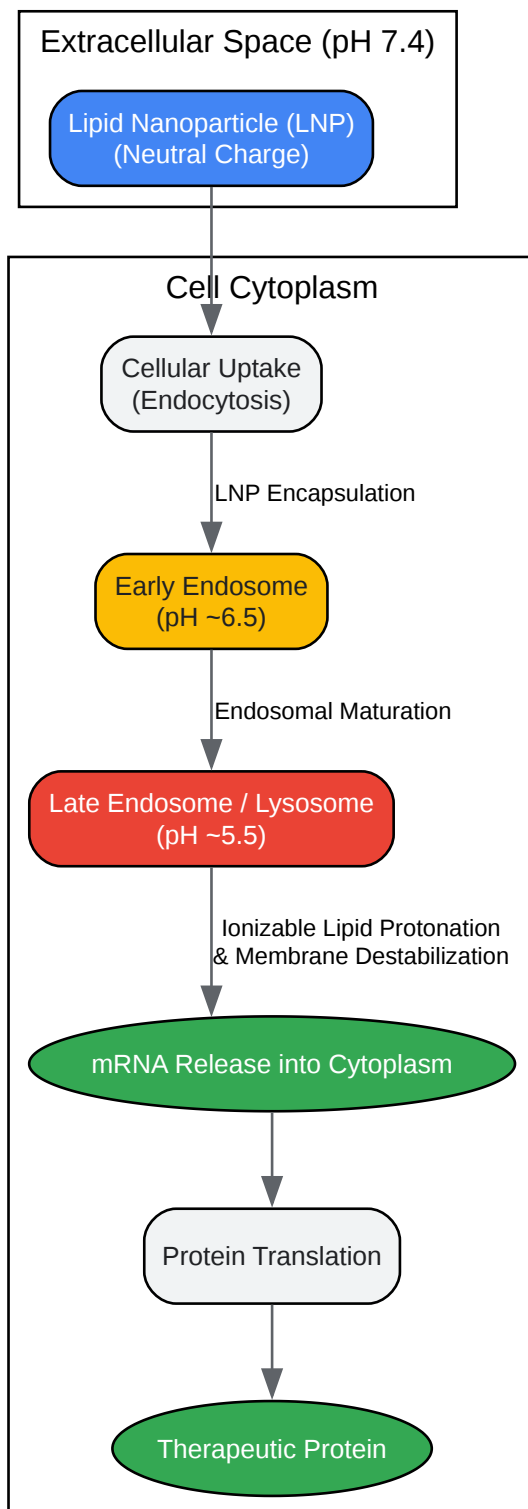 Extracellular Space (pH 7.4)
Lipid Nanoparticle (LNP)
(Neutral Charge)
Cell Cytoplasm
Cellular Uptake
(Endocytosis)
LNP Encapsulation
Early Endosome
(pH ~6.5)
Endosomal Maturation
Late Endosome / Lysosome
(pH ~5.5)
Ionizable Lipid Protonation
& Membrane Destabilization
mRNA Release into Cytoplasm
Protein Translation
Therapeutic Protein